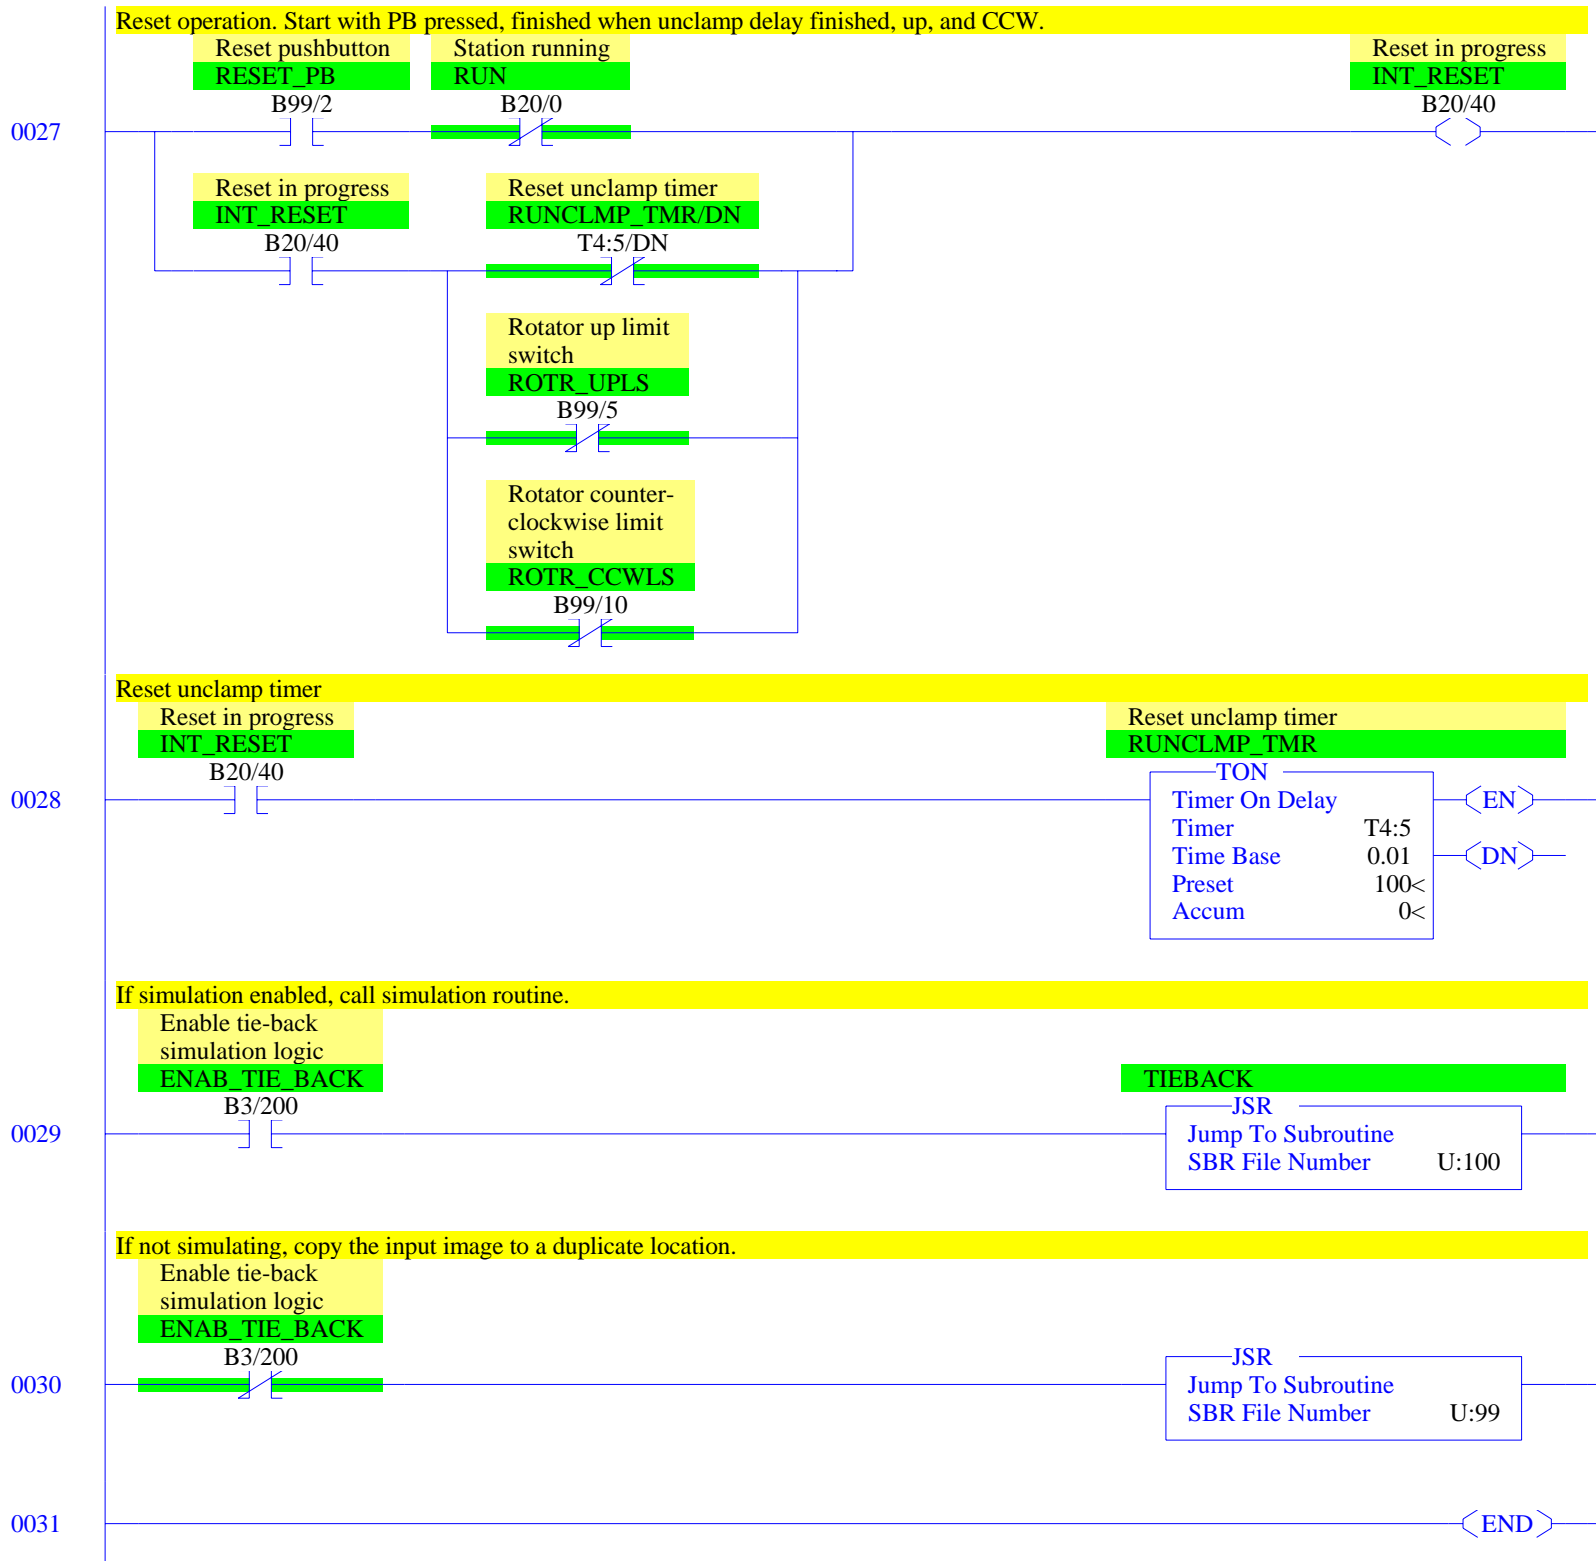 Reset operation. Start with PB pressed, finished when unclamp delay finished, up, and CCW.
Reset pushbutton Station running Reset in progress
RESET_PB RUN INT_RESET
B99/2 B20/0 B20/40
0027
Reset in progress Reset unclamp timer
INT_RESET RUNCLMP_TMR/DN
B20/40 T4:5/DN
Rotator up limit
switch
ROTR_UPLS
B99/5
Rotator counter-
clockwise limit
switch
ROTR_CCWLS
B99/10
Reset unclamp timer
Reset in progress Reset unclamp timer
INT_RESET RUNCLMP_TMR
B20/40 TON
0028 Timer On Delay EN
Timer T4:5
Time Base 0.01 DN
Preset 100<
Accum 0<
If simulation enabled, call simulation routine.
Enable tie-back
simulation logic
ENAB_TIE_BACK TIEBACK
B3/200 JSR
0029 Jump To Subroutine
SBR File Number U:100
If not simulating, copy the input image to a duplicate location.
Enable tie-back
simulation logic
ENAB_TIE_BACK
B3/200 JSR
0030 Jump To Subroutine
SBR File Number U:99
0031 END